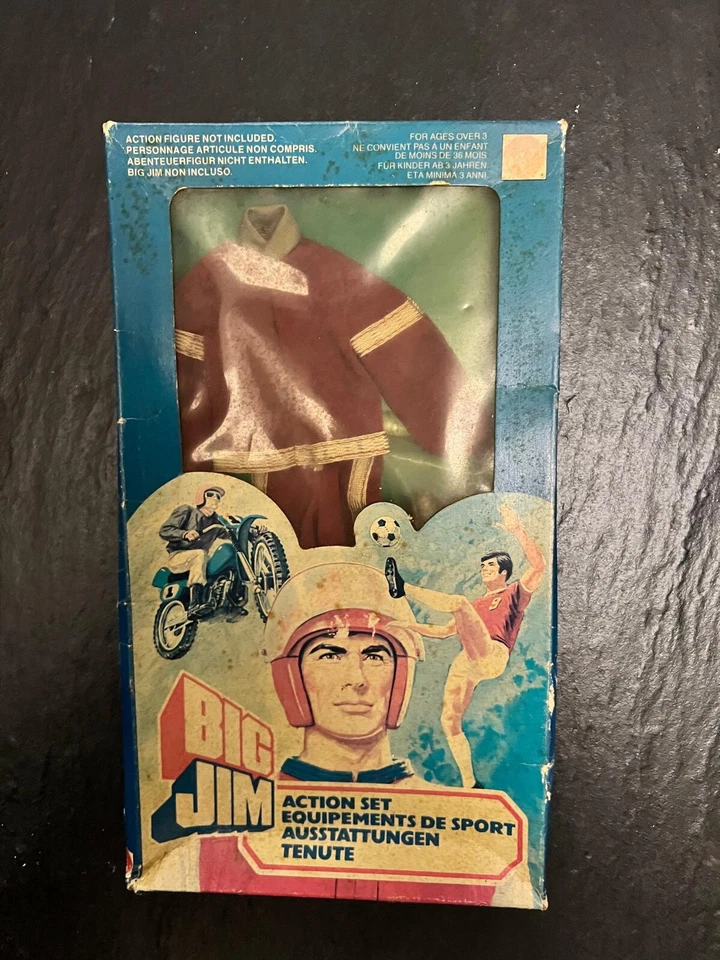 ACTION FIGURE NOT INCLUDED.
PERSONNAGE ARTICULE NON COMPRIS.
ABENTEUERFIGUR NICHT ENTHALTEN.
BIG JIM NON INCLUSO.
FOR AGES OVER 3
NE CONVIENT PAS A UN ENFANT
DE MOINS DE 36 MOIS
FÜR KINDER AB 3 JAHREN
ETA MINIMA 3 ANNI
9
BIG
JIM
ACTION SET
EQUIPEMENTS DE SPORT
AUSSTATTUNGEN
TENUTE